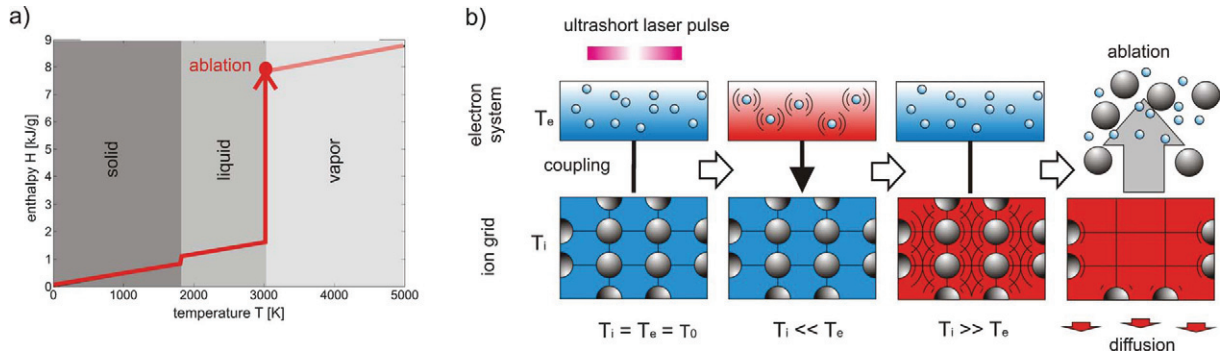 a)
enthalpy H [kJ/g]
9
8
7
6
5
4
3
2
1
0
ablation
solid
liquid
vapor
0
1000
2000
3000
4000
5000
temperature T [K]
b)
ultrashort laser pulse
ablation
electron
system
Te
coupling
ion grid
Ti
Ti = Te = T0
Ti << Te
Ti >> Te
diffusion